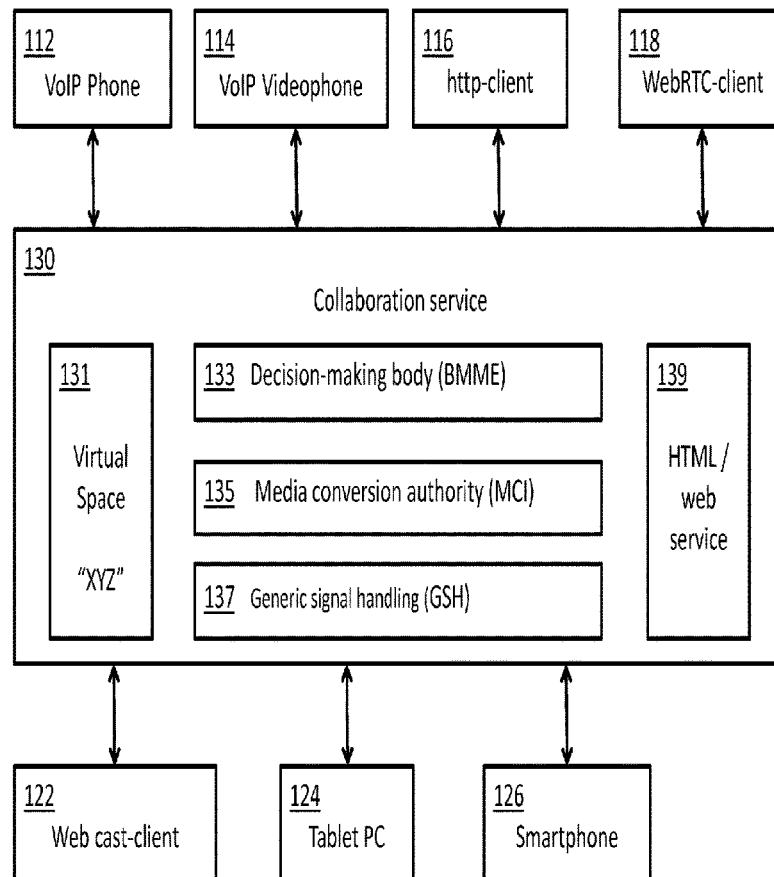 112
VoIP Phone
114
VoIP Videophone
116
http-client
118
WebRTC-client
130
Collaboration service
131
Virtual
Space
“XYZ”
133 Decision-making body (BMME)
135 Media conversion authority (MCI)
137 Generic signal handling (GSH)
139
HTML /
web
service
122
Web cast-client
124
Tablet PC
126
Smartphone